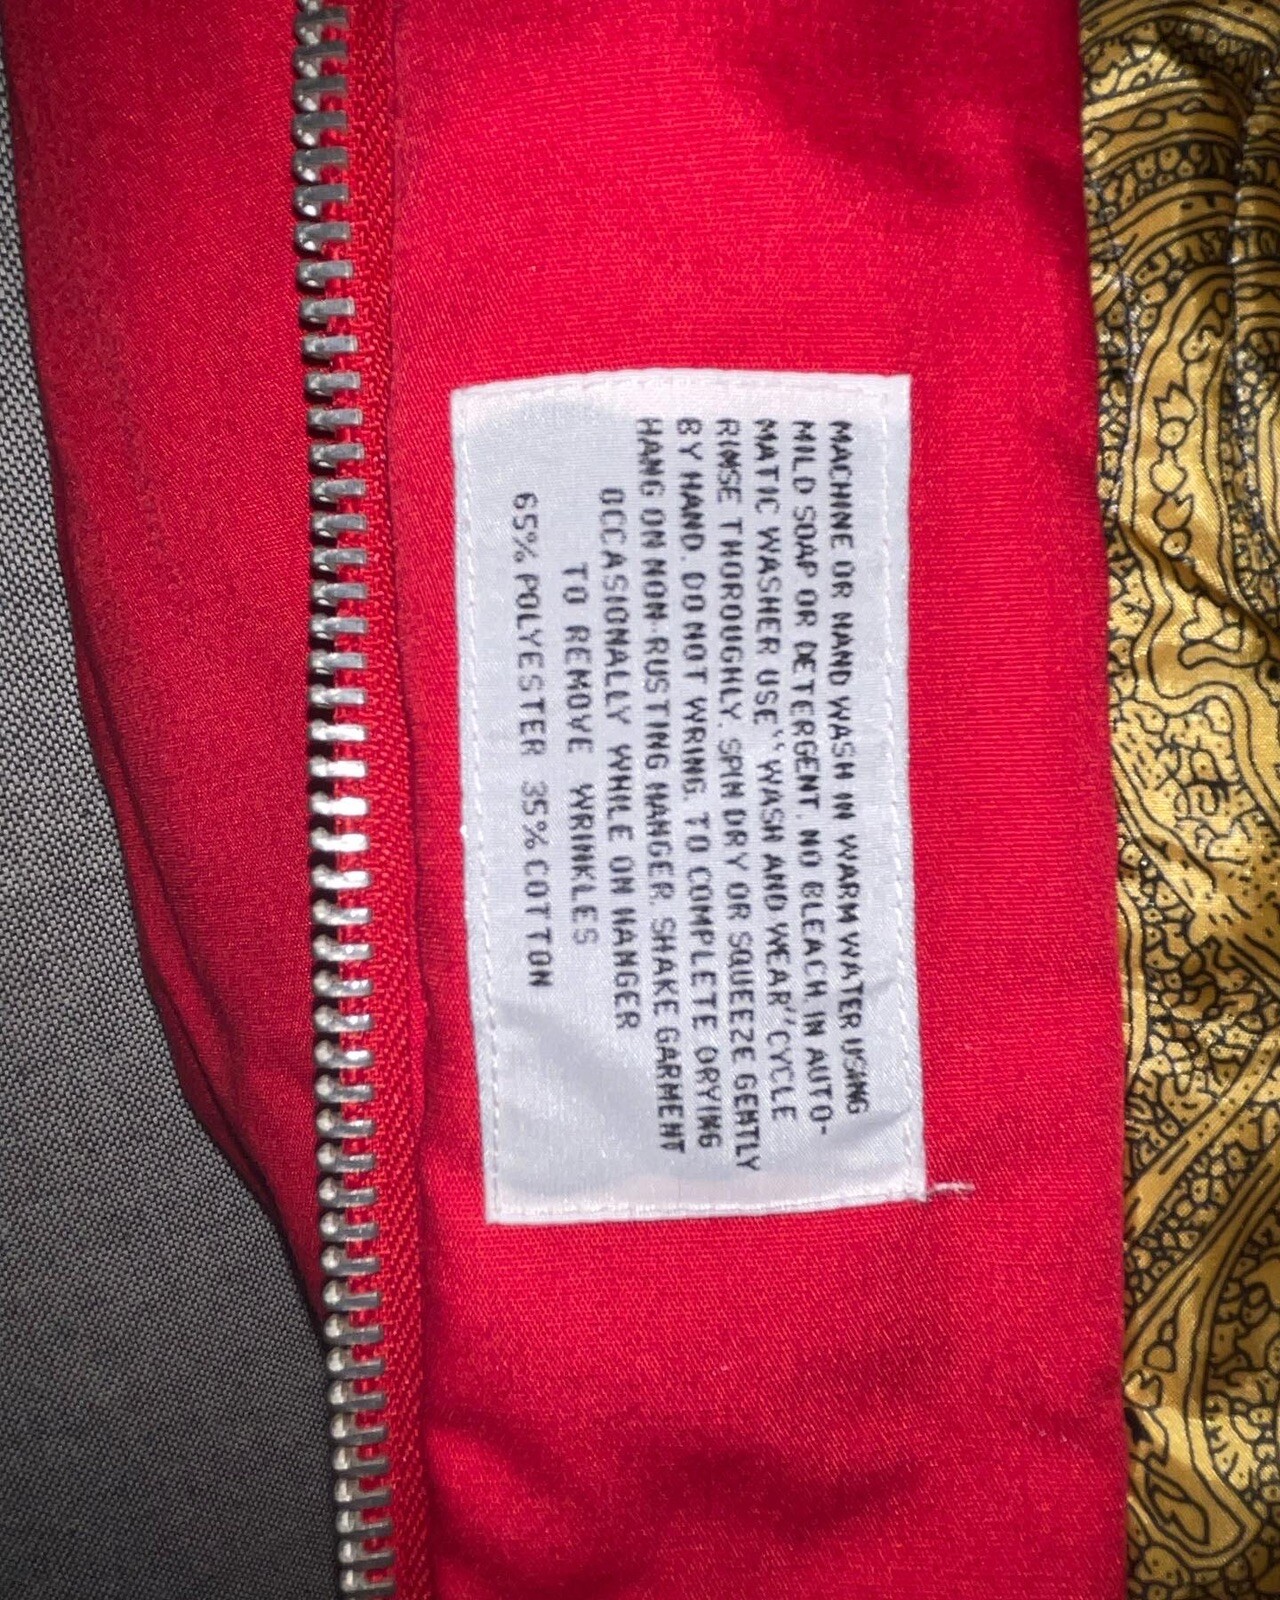 MACHINE OR HAND WASH IN WARM WATER USING
MILD SOAP OR DETERGENT. NO BLEACH. IN AUTO-
MATIC WASHER USE "WASH AND WEAR" CYCLE
RINSE THOROUGHLY. SPIN DRY OR SQUEEZE GENTLY
BY HAND. DO NOT WRING. TO COMPLETE DRYING
HANG ON NON-RUSTING HANGER. SHAKE GARMENT
OCCASIONALLY WHILE ON HANGER
TO REMOVE WRINKLES
65% POLYESTER 35% COTTON